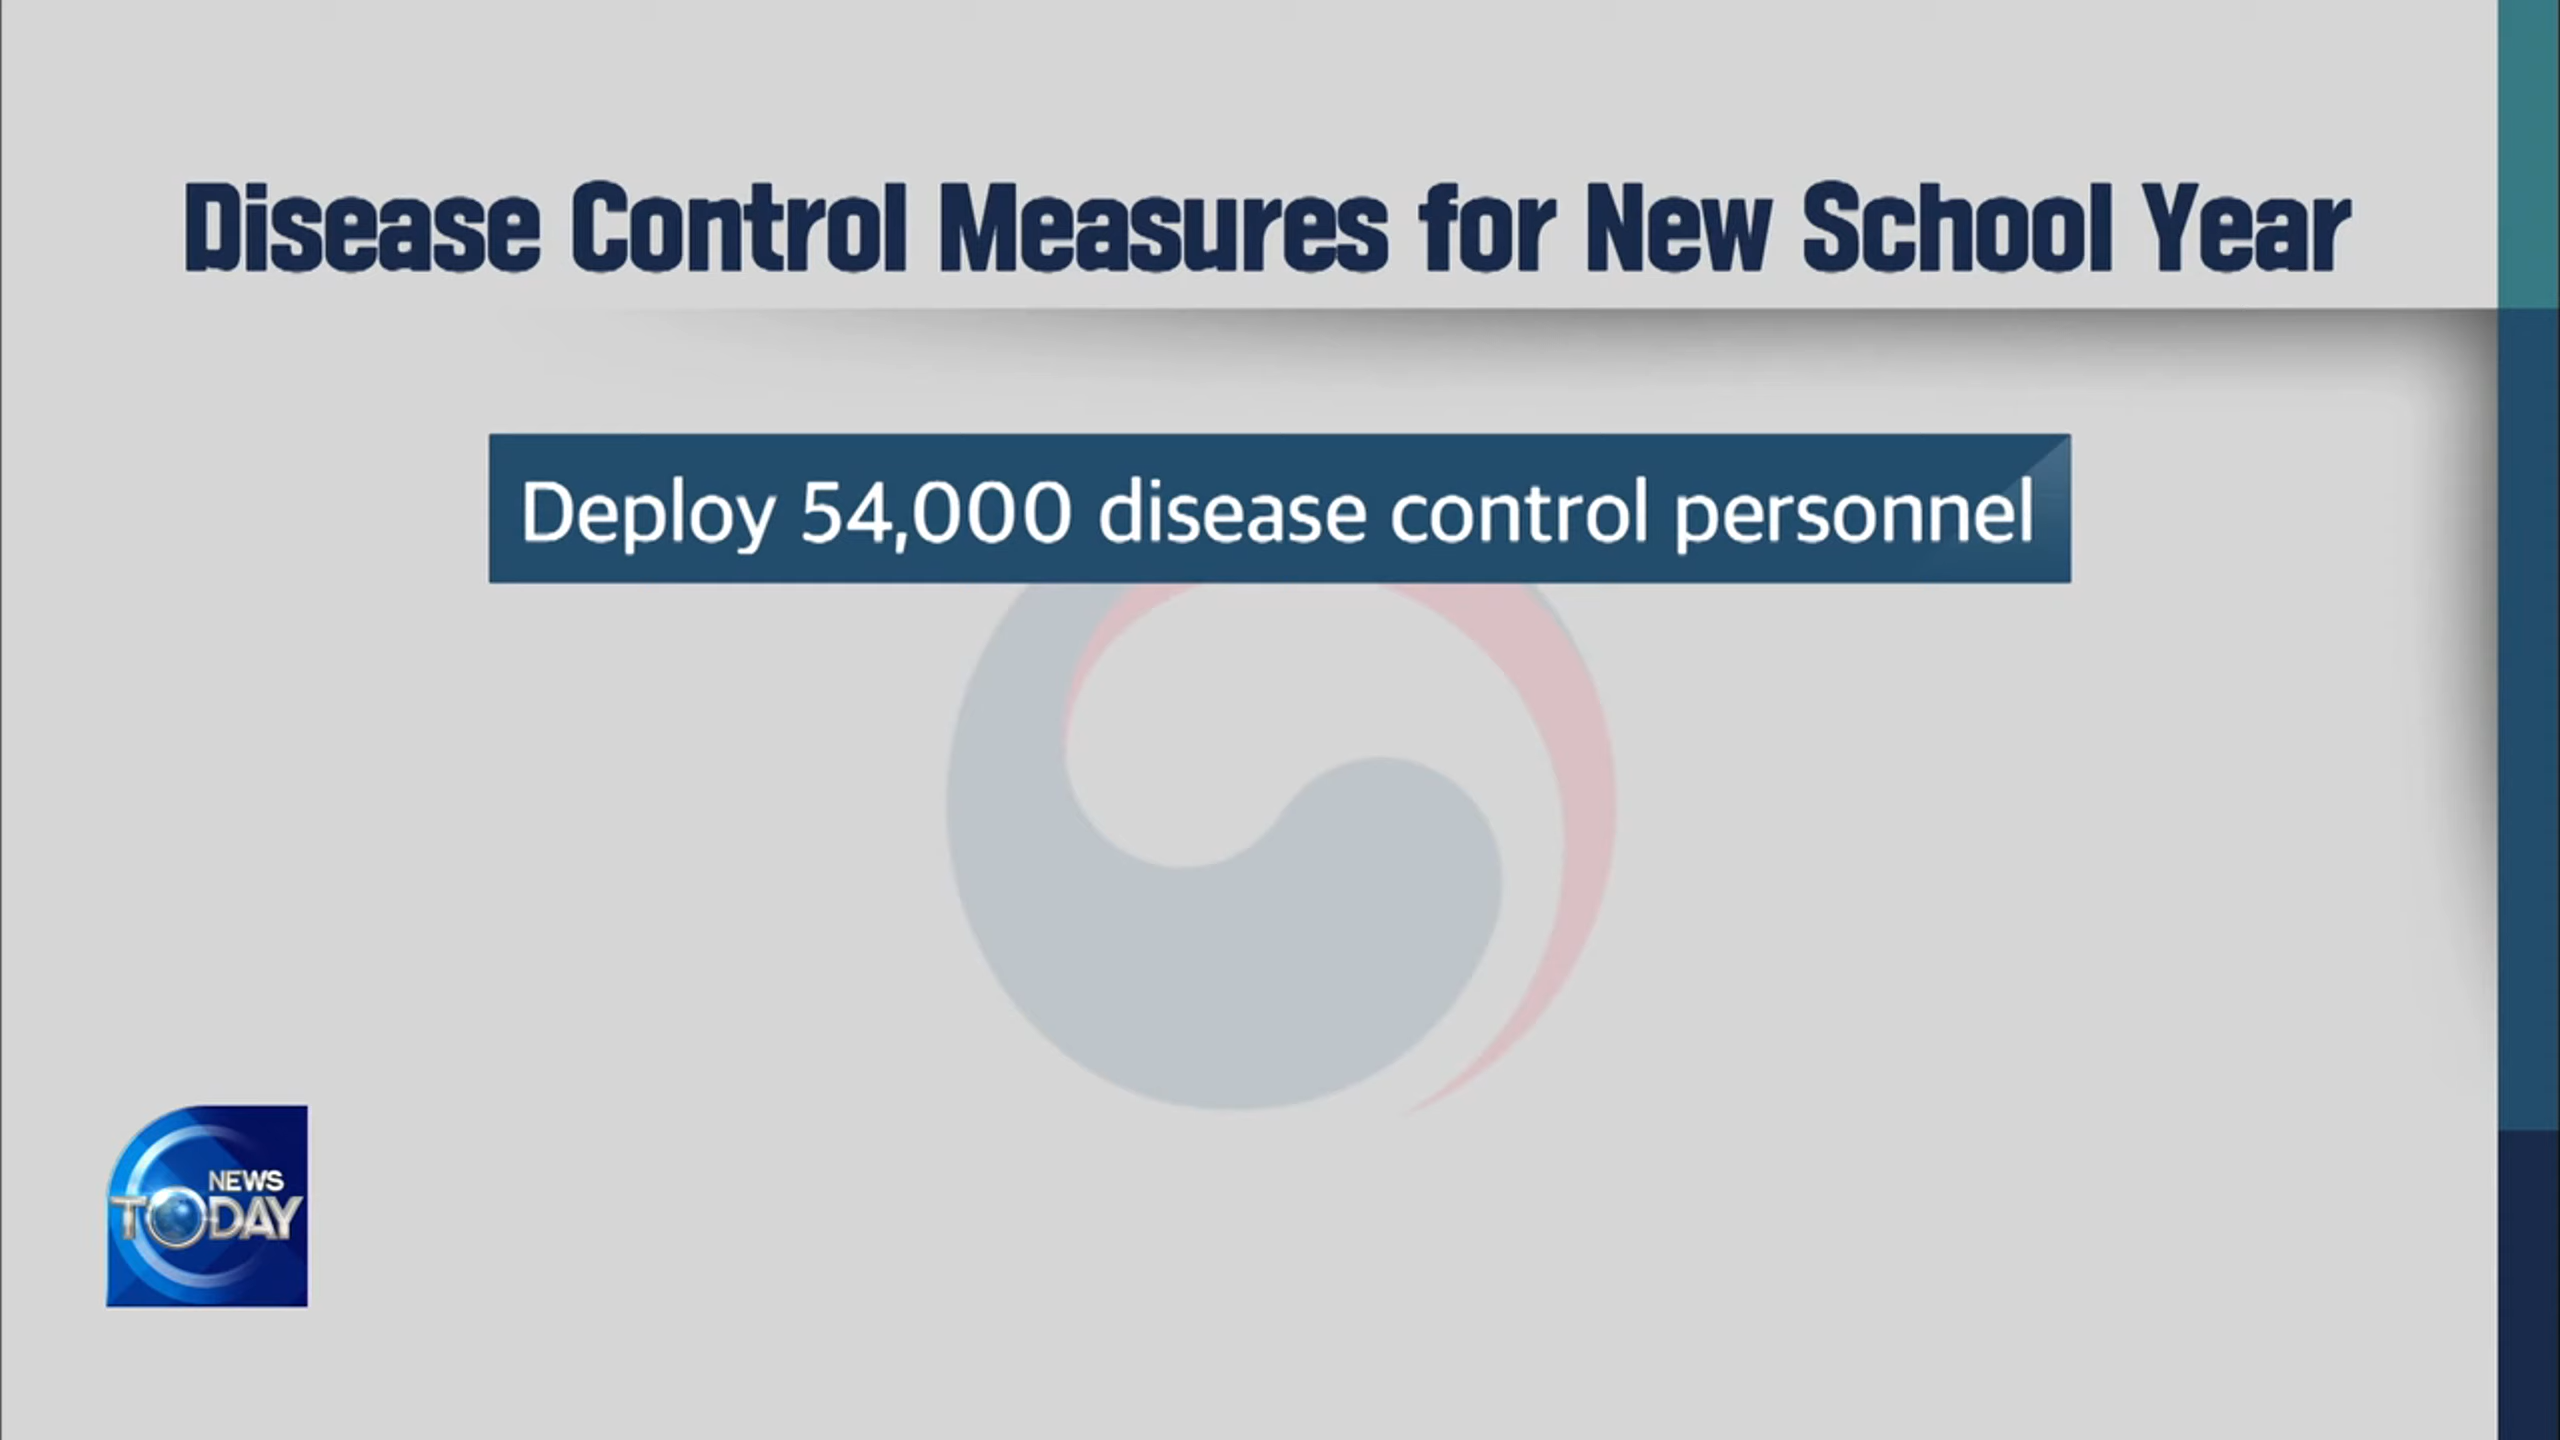 Disease Control Measures for New School Year
Deploy 54,000 disease control personnel
NEWS
TODAY